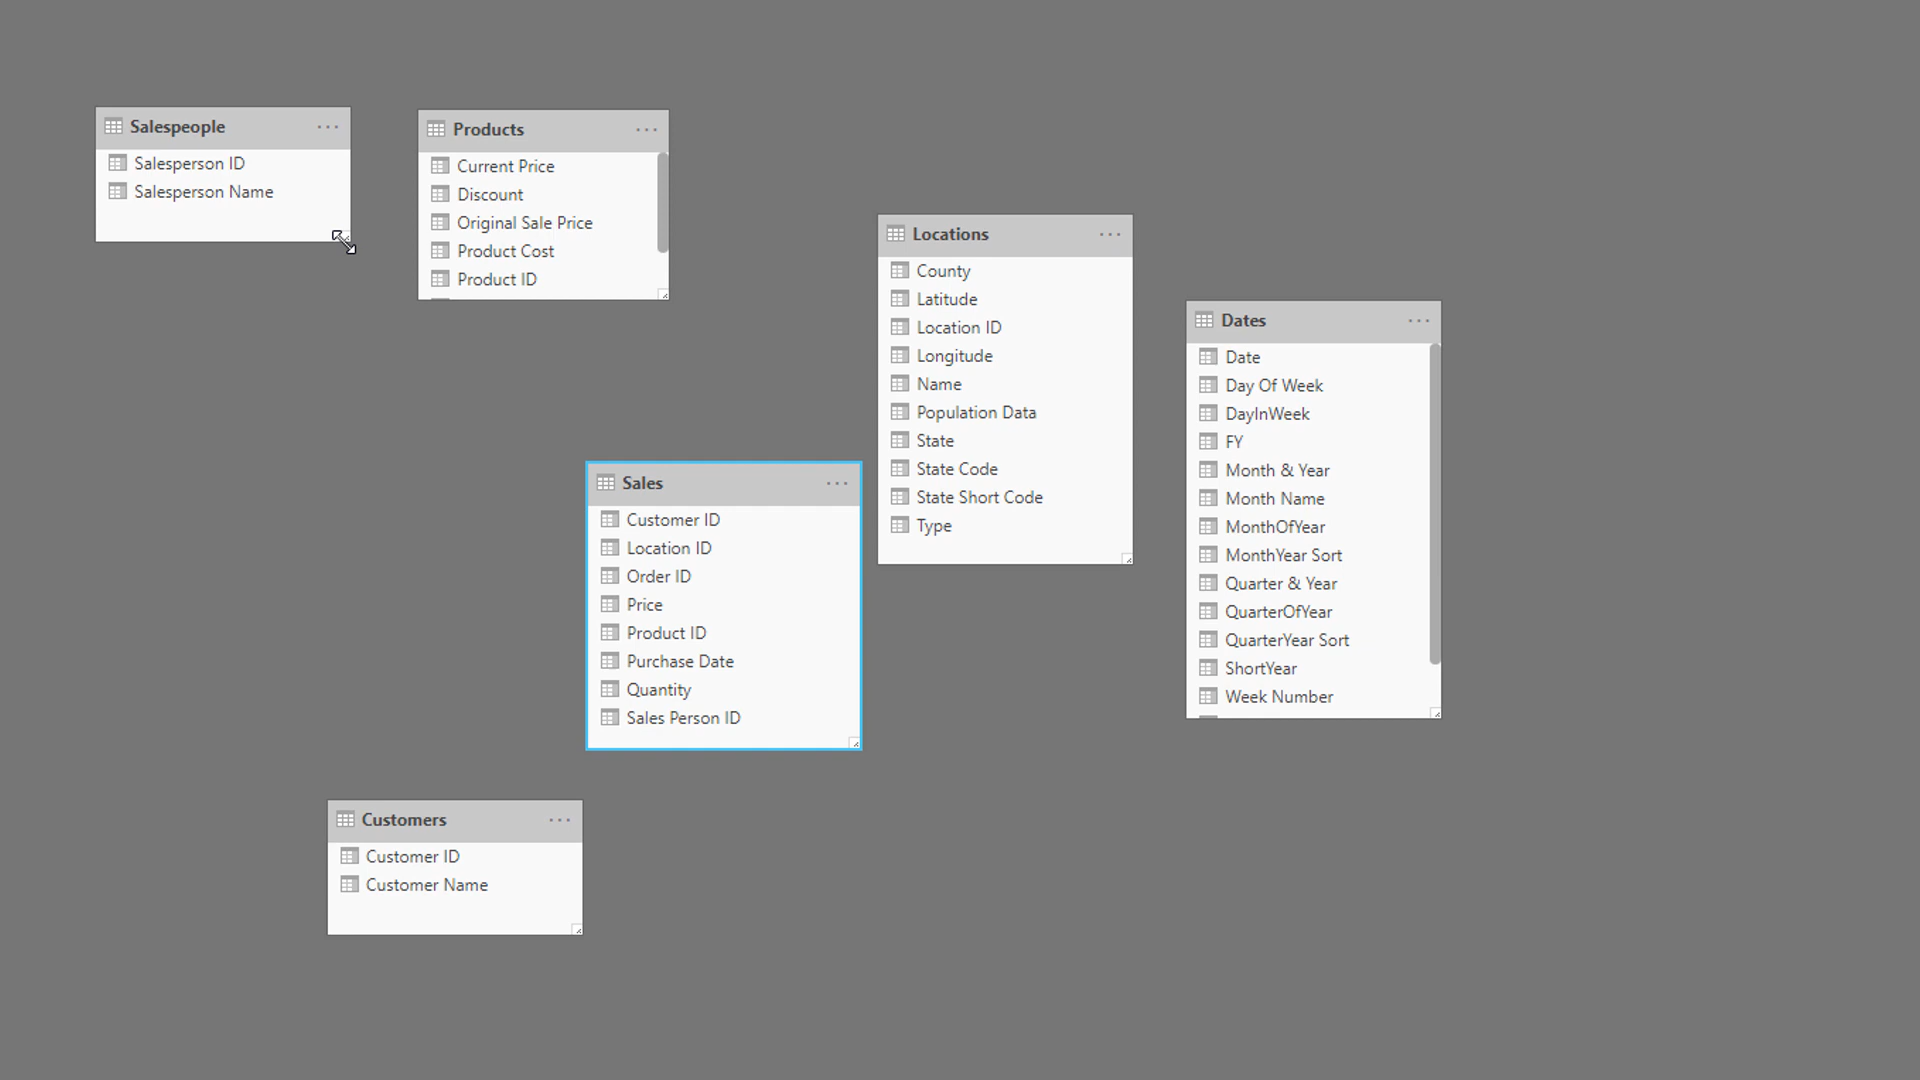 Salespeople
Salesperson ID
Salesperson Name
Products
Current Price
Discount
Original Sale Price
Product Cost
Product ID
Locations
County
Latitude
Location ID
Longitude
Name
Population Data
State
State Code
State Short Code
Type
Dates
Date
Day Of Week
DayInWeek
FY
Month & Year
Month Name
MonthOfYear
MonthYear Sort
Quarter & Year
QuarterOfYear
QuarterYear Sort
ShortYear
Week Number
Sales
Customer ID
Location ID
Order ID
Price
Product ID
Purchase Date
Quantity
Sales Person ID
Customers
Customer ID
Customer Name